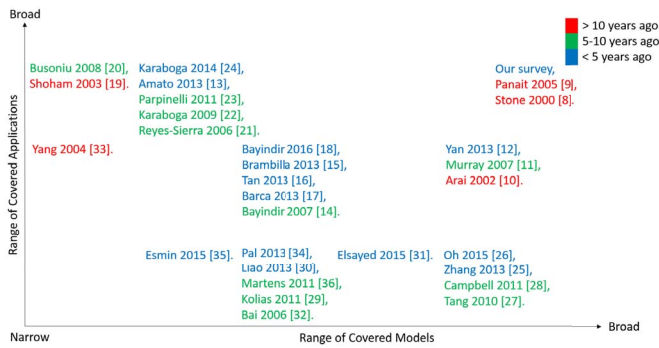 Broad
> 10 years ago
5-10 years ago
< 5 years ago
Busoniu 2008 [20],
Shoham 2003 [19].
Karaboga 2014 [24],
Amato 2013 [13],
Parpinelli 2011 [23],
Karaboga 2009 [22],
Reyes-Sierra 2006 [21].
Our survey,
Panait 2005 [9],
Stone 2000 [8].
Range of Covered Applications
Yang 2004 [33].
Bayindir 2016 [18],
Brambilla 2013 [15],
Tan 2013 [16],
Barca 2013 [17],
Bayindir 2007 [14].
Yan 2013 [12],
Murray 2007 [11],
Arai 2002 [10].
Esmin 2015 [35].
Pal 2013 [34],
Liao 2013 [30],
Martens 2011 [36],
Kolias 2011 [29],
Bai 2006 [32].
Elsayed 2015 [31].
Oh 2015 [26],
Zhang 2013 [25],
Campbell 2011 [28],
Tang 2010 [27].
Narrow
Range of Covered Models
Broad